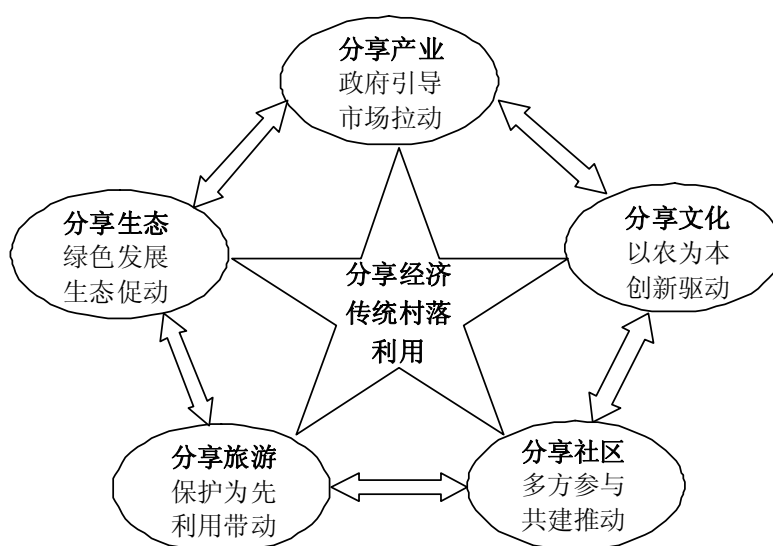 分享产业
政府引导
市场拉动
分享生态
绿色发展
生态促动
分享文化
以农为本
创新驱动
分享经济
传统村落
利用
分享旅游
保护为先
利用带动
分享社区
多方参与
共建推动